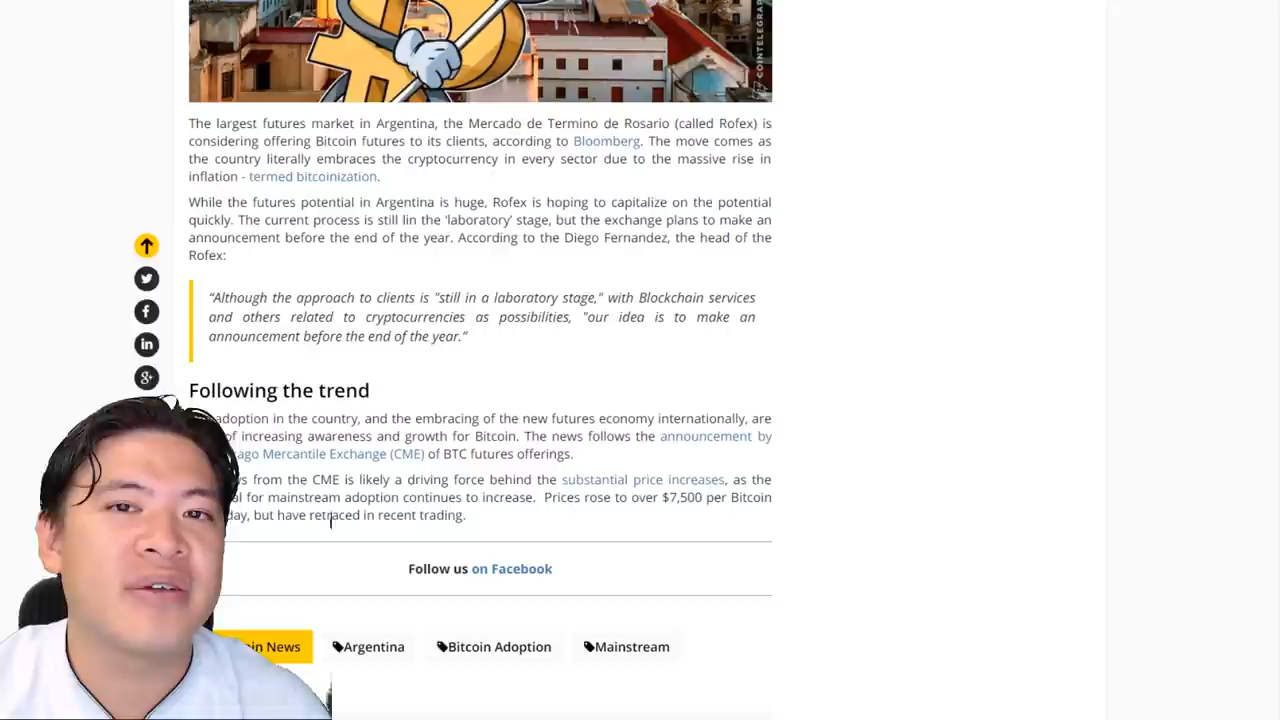 COINTELEGRAP
The largest futures market in Argentina, the Mercado de Termino de Rosario (called Rofex) is
considering offering Bitcoin futures to its clients, according to Bloomberg. The move comes as
the country literally embraces the cryptocurrency in every sector due to the massive rise in
inflation - termed bitcoinization.
While the futures potential in Argentina is huge, Rofex is hoping to capitalize on the potential
quickly. The current process is still lin the ‘laboratory’ stage, but the exchange plans to make an
announcement before the end of the year. According to the Diego Fernandez, the head of the
Rofex:
“Although the approach to clients is "still in a laboratory stage," with Blockchain services
and others related to cryptocurrencies as possibilities, "our idea is to make an
announcement before the end of the year.”
Following the trend
adoption in the country, and the embracing of the new futures economy internationally, are
of increasing awareness and growth for Bitcoin. The news follows the announcement by
ago Mercantile Exchange (CME) of BTC futures offerings.
from the CME is likely a driving force behind the substantial price increases, as the
for mainstream adoption continues to increase. Prices rose to over $7,500 per Bitcoin
day, but have retraced in recent trading.
Follow us on Facebook
in News
Argentina
Bitcoin Adoption
Mainstream